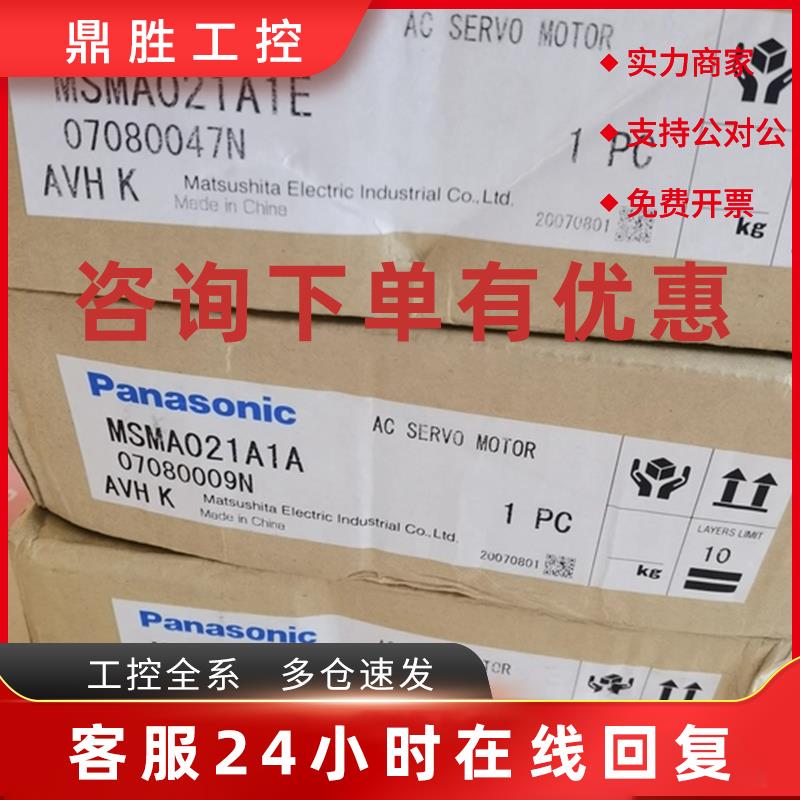 鼎胜工控
AC SERVO MOTOR
实力商家
MSMA021A1E
07080047N
1 PC
支持公对公
AVH K
Matsushita Electric Industrial Co., Ltd.
Made in China
20070801
免费开票
kg
咨询下单有优惠
Panasonic
MSMA021A1A
AC SERVO MOTOR
07080009N
AVH K
Matsushita Electric Industrial Co., Ltd.
Made in China
1 PC
20070801
kg
LAYERS LIMIT
10
Panasonic
工控全系 多仓速发
客服24小时在线回复